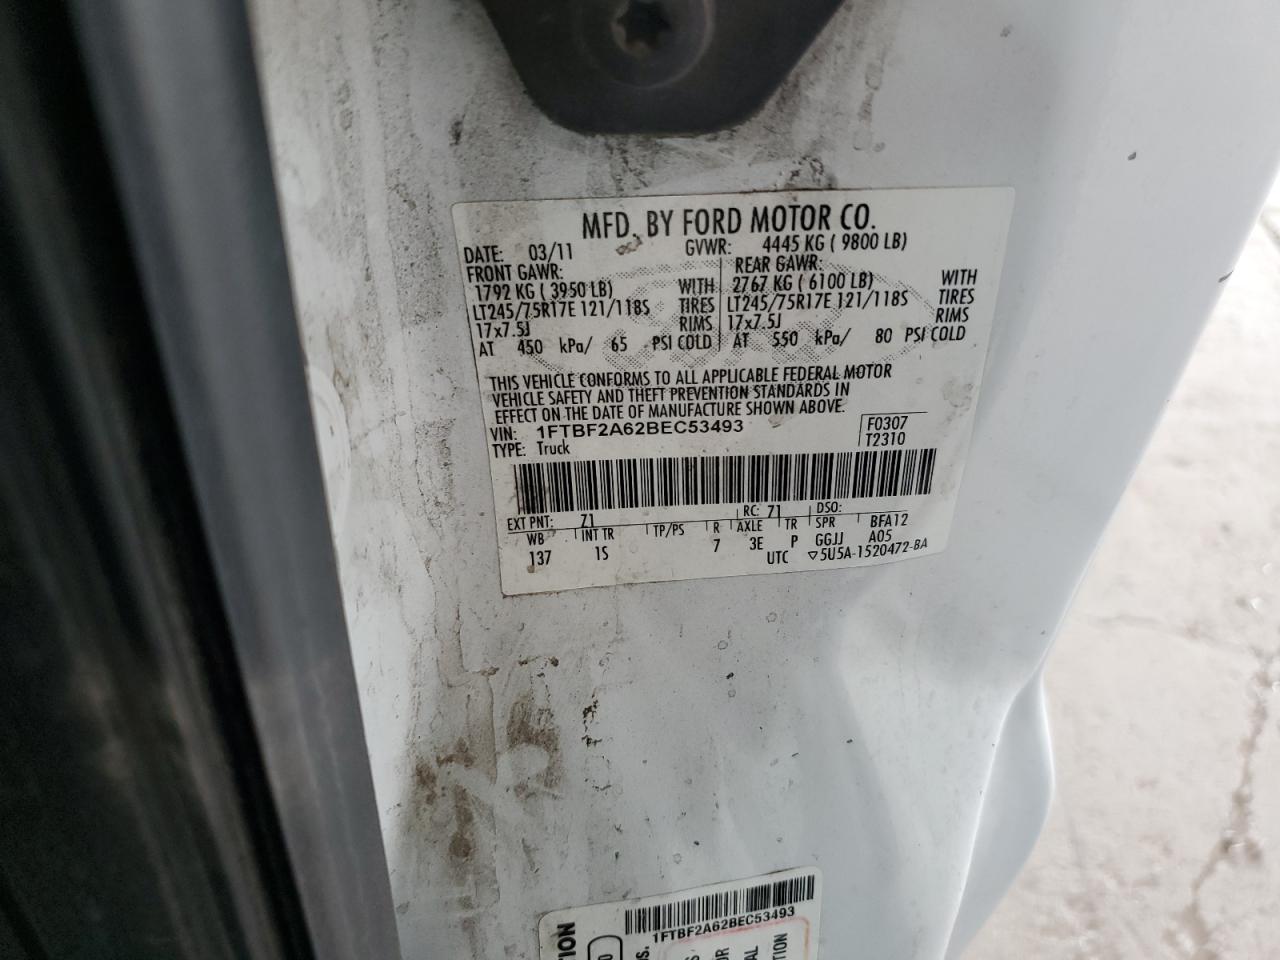 MFD. BY FORD MOTOR CO.
DATE: 03/11 GVWR: 4445 KG ( 9800 LB)
FRONT GAWR: REAR GAWR:
1792 KG ( 3950 LB) WITH 2767 KG ( 6100 LB) WITH
LT245/75R17E 121/118S TIRES LT245/75R17E 121/118S TIRES
17x7.5J RIMS 17x7.5J RIMS
AT 450 kPa/ 65 PSI COLD AT 550 kPa/ 80 PSI COLD
THIS VEHICLE CONFORMS TO ALL APPLICABLE FEDERAL MOTOR
VEHICLE SAFETY AND THEFT PREVENTION STANDARDS IN
EFFECT ON THE DATE OF MANUFACTURE SHOWN ABOVE.
VIN: 1FTBF2A62BEC53493 F0307
TYPE: Truck T2310
EXT PNT: Z1 RC: 71 DSO:
WB INT TR TP/PS R AXLE TR SPR BFA12
137 1S 7 3E P GGJJ A05
UTC ▽5U5A-1520472-BA
1FTBF2A62BEC53493